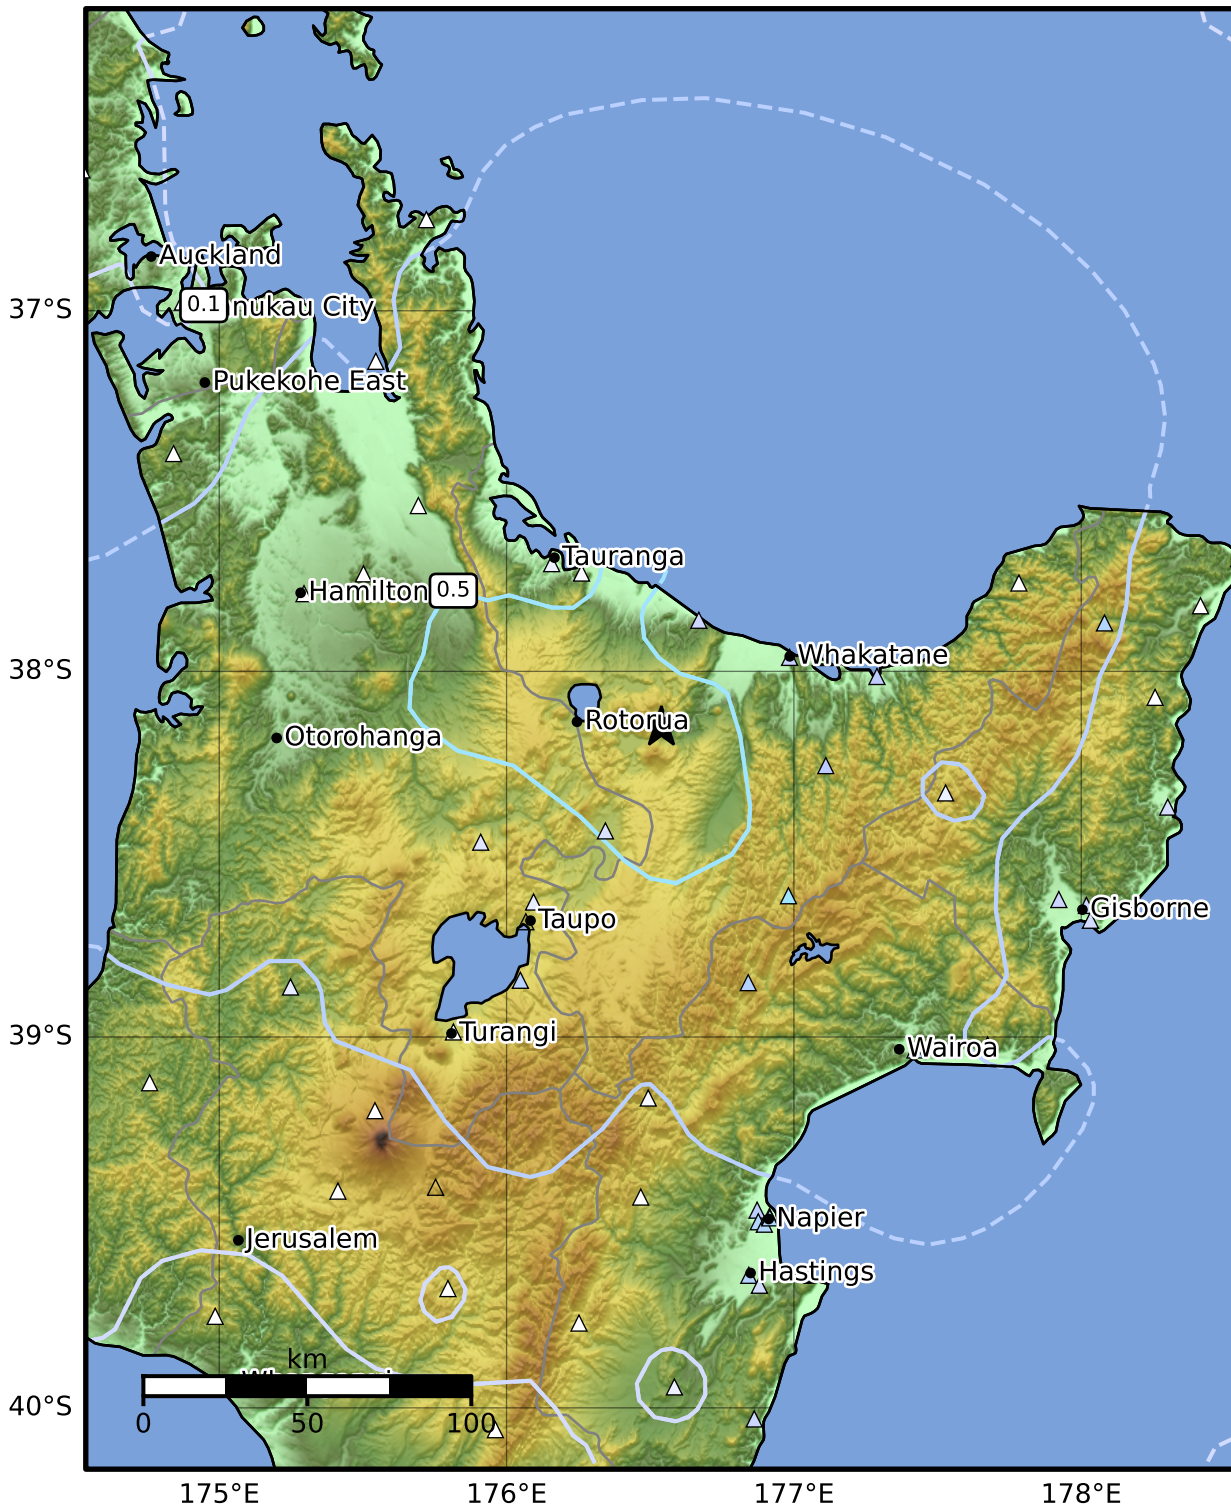 Auckland
37°S
0.1
nukau City
Pukekohe East
Tauranga
Hamilton
0.5
Whakatane
38°S
Rotorua
Otorohanga
Gisborne
Taupo
39°S
Turangi
Wairoa
Napier
Jerusalem
Hastings
km
40°S
0
50
100
175°E
176°E
177°E
178°E